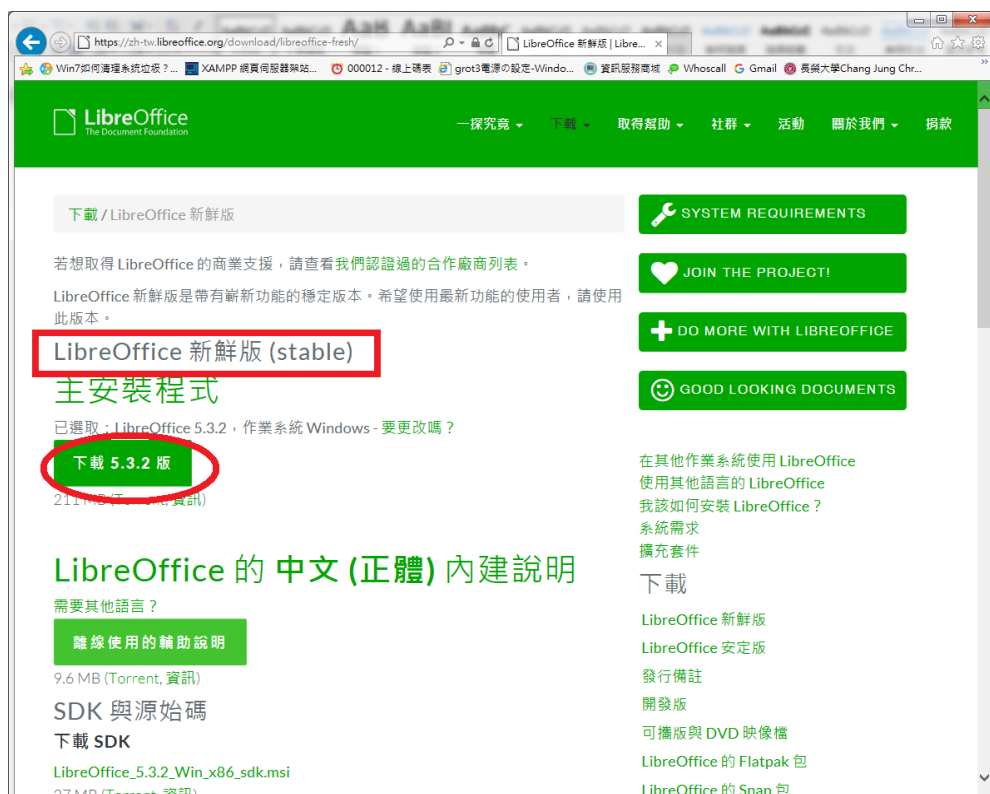 https://zh-tw.libreoffice.org/download/libreoffice-fresh/
LibreOffice 新鮮版 | Libre...
Win7如何清理系統垃圾？...
XAMPP 網頁伺服器架站...
000012 - 線上碼表
grot3電源の設定-Windo...
資訊服務商城
Whoscall
Gmail
長榮大學Chang Jung Chr...
LibreOffice
The Document Foundation
一探究竟
下載
取得幫助
社群
活動
關於我們
捐款
下載 / LibreOffice 新鮮版
若想取得 LibreOffice 的商業支援，請查看我們認證過的合作廠商列表。
LibreOffice 新鮮版是帶有嶄新功能的穩定版本。希望使用最新功能的使用者，請使用
此版本。
LibreOffice 新鮮版 (stable)
主安裝程式
已選取：LibreOffice 5.3.2，作業系統 Windows - 要更改嗎？
下載 5.3.2 版
211 MB (Torrent, 資訊)
LibreOffice 的 中文 (正體) 內建說明
需要其他語言？
離線使用的輔助說明
9.6 MB (Torrent, 資訊)
SDK 與源始碼
下載 SDK
LibreOffice_5.3.2_Win_x86_sdk.msi
27 MB (Torrent, 資訊)
SYSTEM REQUIREMENTS
JOIN THE PROJECT!
DO MORE WITH LIBREOFFICE
GOOD LOOKING DOCUMENTS
在其他作業系統使用 LibreOffice
使用其他語言的 LibreOffice
我該如何安裝 LibreOffice？
系統需求
擴充套件
下載
LibreOffice 新鮮版
LibreOffice 安定版
發行備註
開發版
可攜版與 DVD 映像檔
LibreOffice 的 Flatpak 包
LibreOffice 的 Snap 包